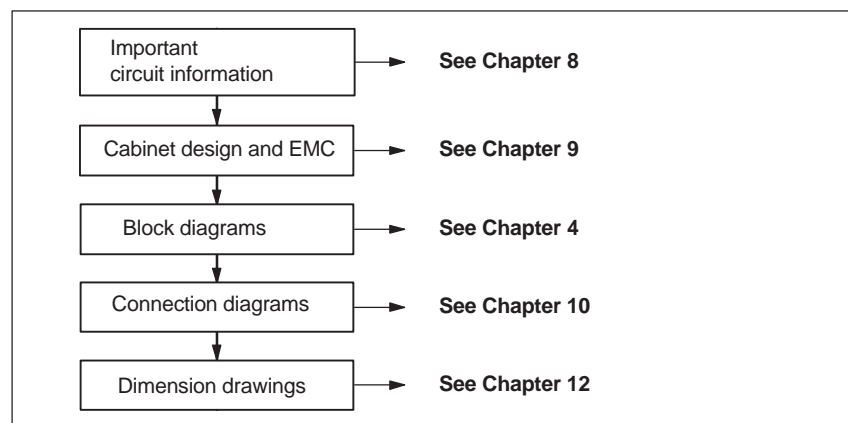 Important
circuit information
See Chapter 8
Cabinet design and EMC
See Chapter 9
Block diagrams
See Chapter 4
Connection diagrams
See Chapter 10
Dimension drawings
See Chapter 12